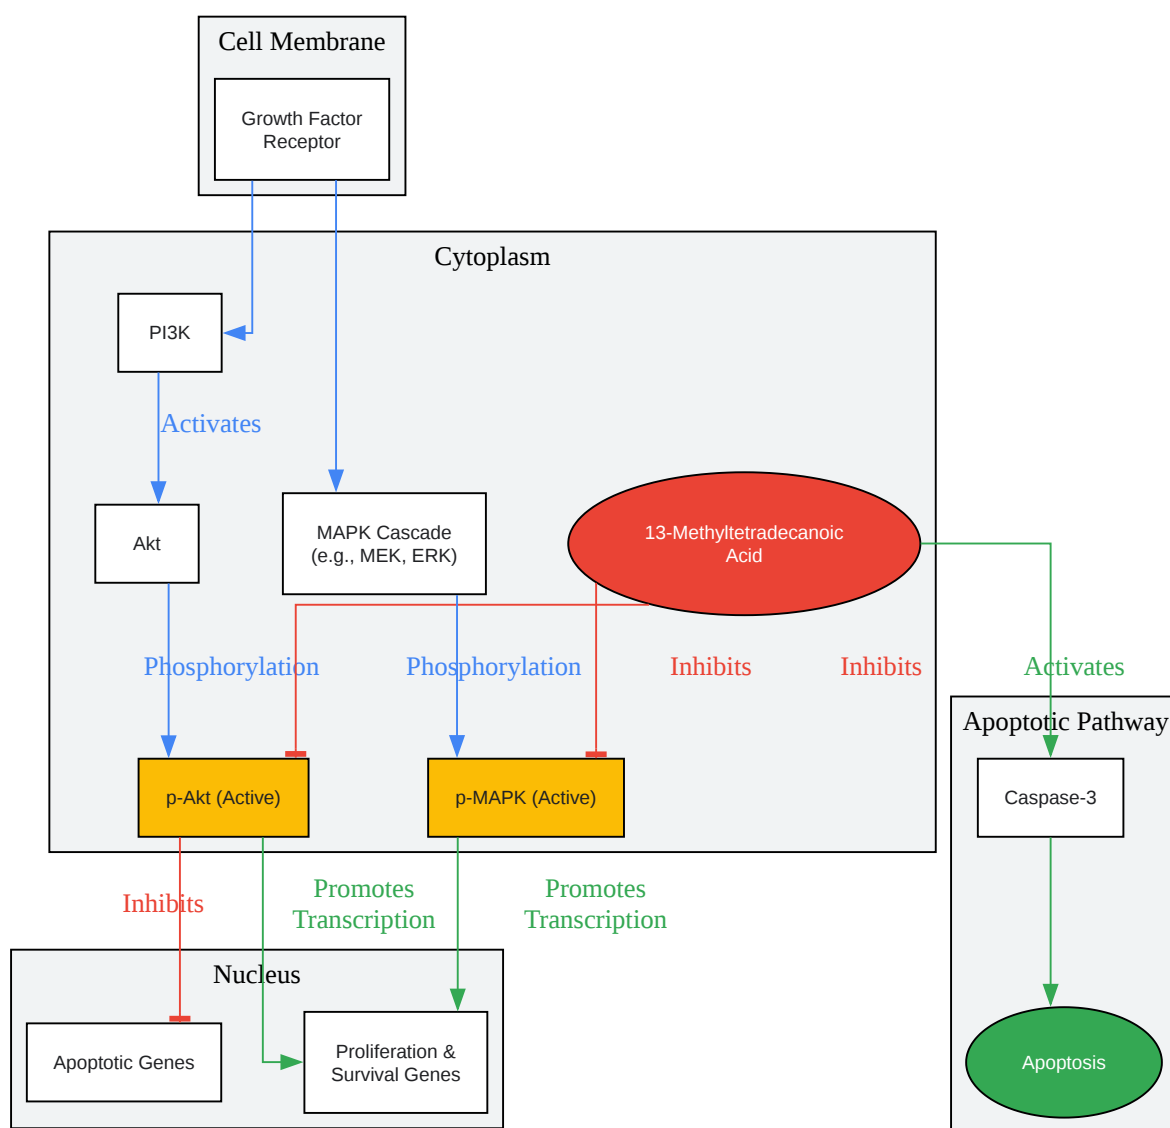 Cell Membrane
Growth Factor
Receptor
Cytoplasm
PI3K
Activates
Akt
MAPK Cascade
(e.g., MEK, ERK)
13-Methyltetradecanoic
Acid
Phosphorylation
Phosphorylation
Inhibits
Inhibits
Activates
Apoptotic Pathway
p-Akt (Active)
p-MAPK (Active)
Caspase-3
Inhibits
Promotes
Transcription
Promotes
Transcription
Nucleus
Apoptotic Genes
Proliferation &
Survival Genes
Apoptosis